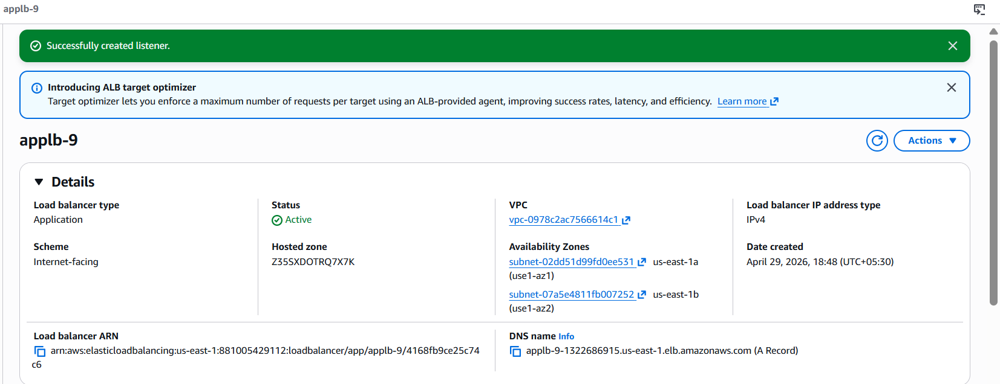 applb-9
Successfully created listener.
Introducing ALB target optimizer
Target optimizer lets you enforce a maximum number of requests per target using an ALB-provided agent, improving success rates, latency, and efficiency. Learn more
applb-9
Actions
Details
Load balancer type
Application
Status
Active
VPC
vpc-0978c2ac7566614c1
Load balancer IP address type
IPv4
Scheme
Internet-facing
Hosted zone
Z35SXDOTRQ7X7K
Availability Zones
subnet-02dd51d99fd0ee531 us-east-1a
(use1-az1)
subnet-07a5e4811fb007252 us-east-1b
(use1-az2)
Date created
April 29, 2026, 18:48 (UTC+05:30)
Load balancer ARN
arn:aws:elasticloadbalancing:us-east-1:881005429112:loadbalancer/app/applb-9/4168fb9ce25c74
c6
DNS name Info
applb-9-1322686915.us-east-1.elb.amazonaws.com (A Record)